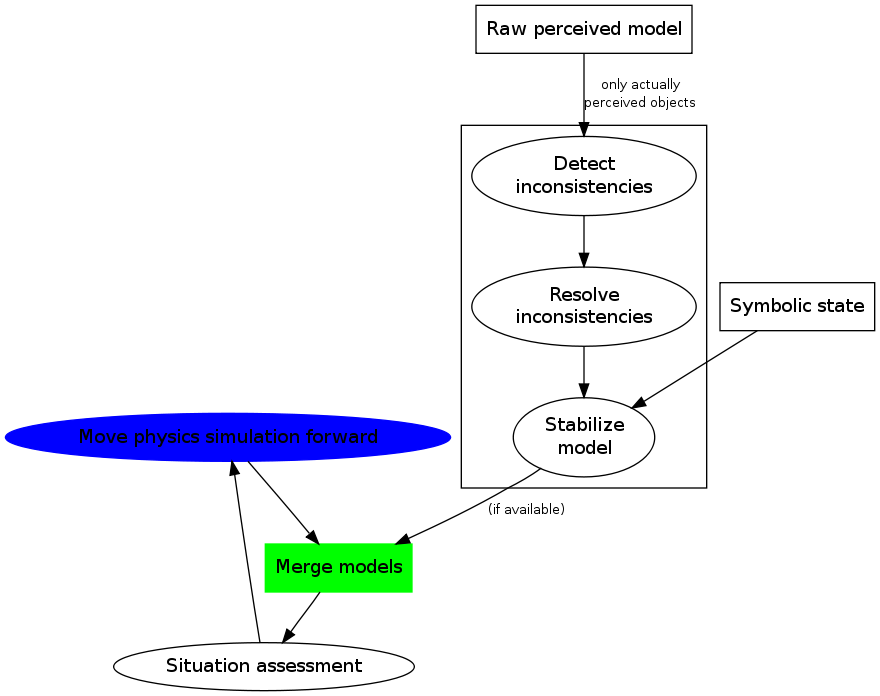 Raw perceived model
only actually
perceived objects
Detect
inconsistencies
Resolve
inconsistencies
Symbolic state
Stabilize
model
Move physics simulation forward
(if available)
Merge models
Situation assessment